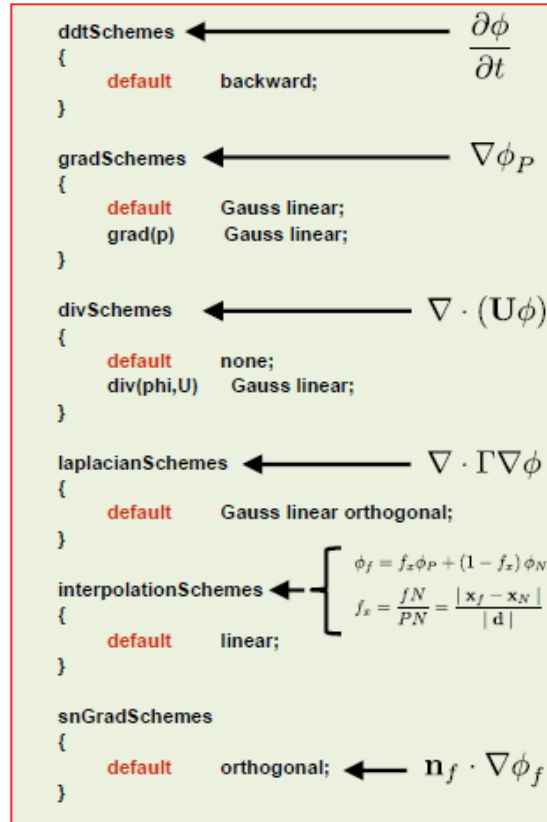 ddtSchemes ∂φ/∂t
{
default backward;
}
gradSchemes ∇φ_P
{
default Gauss linear;
grad(p) Gauss linear;
}
divSchemes ∇ · (Uφ)
{
default none;
div(phi,U) Gauss linear;
}
laplacianSchemes ∇ · Γ∇φ
{
default Gauss linear orthogonal;
}
φ_f = f_x φ_P + (1 − f_x) φ_N
interpolationSchemes
f_x = fN/PN = | x_f − x_N | / | d |
{
default linear;
}
snGradSchemes
{
default orthogonal; n_f · ∇φ_f
}